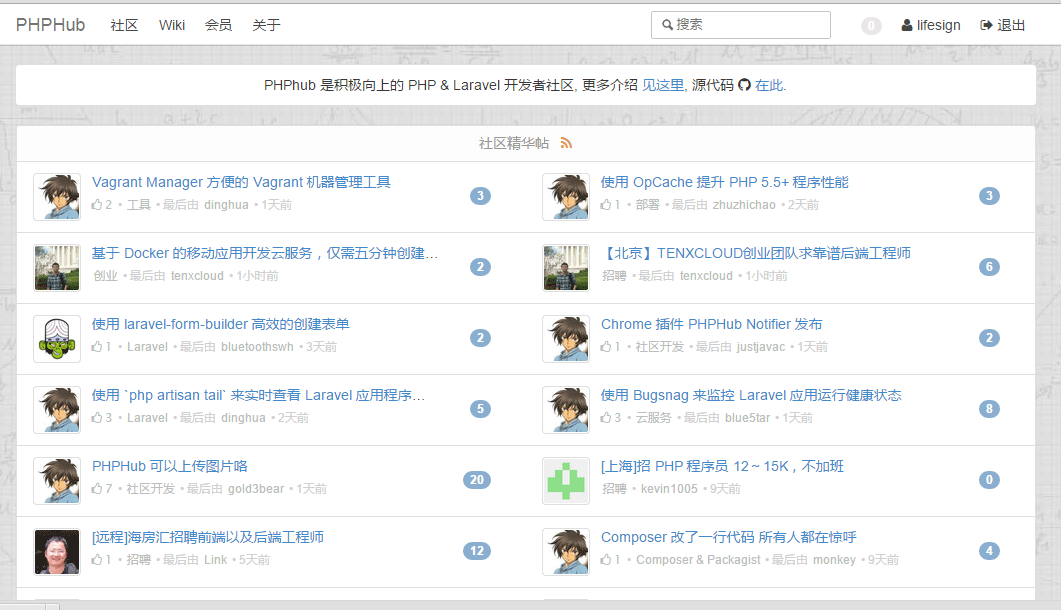 PHPHub 社区 Wiki 会员 关于 搜索 0 lifesign 退出
PHPhub 是积极向上的 PHP & Laravel 开发者社区, 更多介绍 见这里, 源代码 在此.
社区精华帖
Vagrant Manager 方便的 Vagrant 机器管理工具
2 • 工具 • 最后由 dinghua • 1天前
3
使用 OpCache 提升 PHP 5.5+ 程序性能
1 • 部署 • 最后由 zhuzhichao • 2天前
3
基于 Docker 的移动应用开发云服务，仅需五分钟创建…
创业 • 最后由 tenxcloud • 1小时前
2
【北京】TENXCLOUD创业团队求靠谱后端工程师
招聘 • 最后由 tenxcloud • 1小时前
6
使用 laravel-form-builder 高效的创建表单
1 • Laravel • 最后由 bluetoothswh • 3天前
2
Chrome 插件 PHPHub Notifier 发布
1 • 社区开发 • 最后由 justjavac • 1天前
2
使用 `php artisan tail` 来实时查看 Laravel 应用程序…
3 • Laravel • 最后由 dinghua • 2天前
5
使用 Bugsnag 来监控 Laravel 应用运行健康状态
3 • 云服务 • 最后由 blue5tar • 1天前
8
PHPHub 可以上传图片咯
7 • 社区开发 • 最后由 gold3bear • 1天前
20
[上海]招 PHP 程序员 12～15K，不加班
招聘 • kevin1005 • 9天前
0
[远程]海房汇招聘前端以及后端工程师
1 • 招聘 • 最后由 Link • 5天前
12
Composer 改了一行代码 所有人都在惊呼
1 • Composer & Packagist • 最后由 monkey • 9天前
4